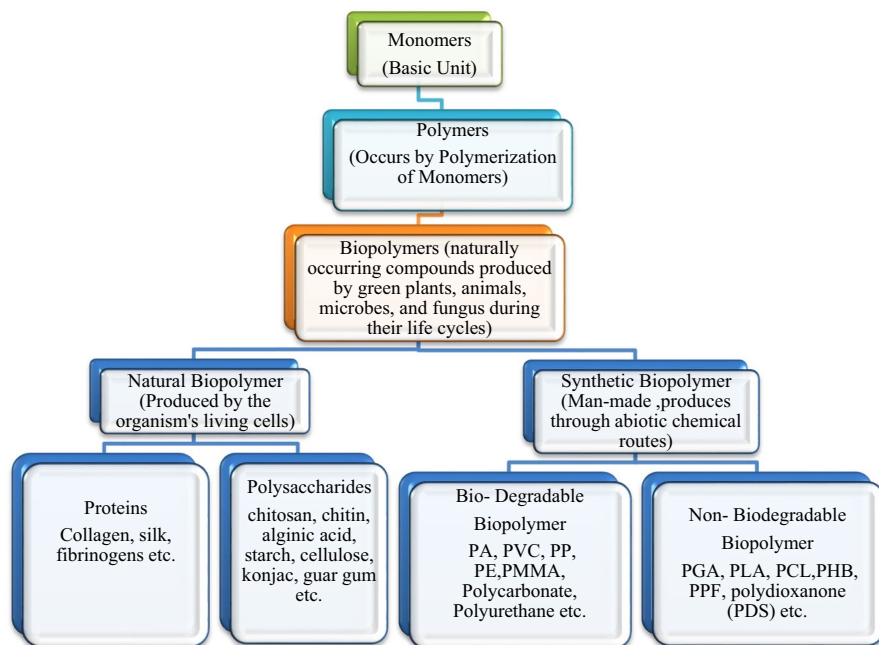 Monomers
(Basic Unit)
Polymers
(Occurs by Polymerization
of Monomers)
Biopolymers (naturally
occurring compounds produced
by green plants, animals,
microbes, and fungus during
their life cycles)
Natural Biopolymer
(Produced by the
organism's living cells)
Synthetic Biopolymer
(Man-made ,produces
through abiotic chemical
routes)
Proteins
Collagen, silk,
fibrinogens etc.
Polysaccharides
chitosan, chitin,
alginic acid,
starch, cellulose,
konjac, guar gum
etc.
Bio- Degradable
Biopolymer
PA, PVC, PP,
PE,PMMA,
Polycarbonate,
Polyurethane etc.
Non- Biodegradable
Biopolymer
PGA, PLA, PCL,PHB,
PPF, polydioxanone
(PDS) etc.